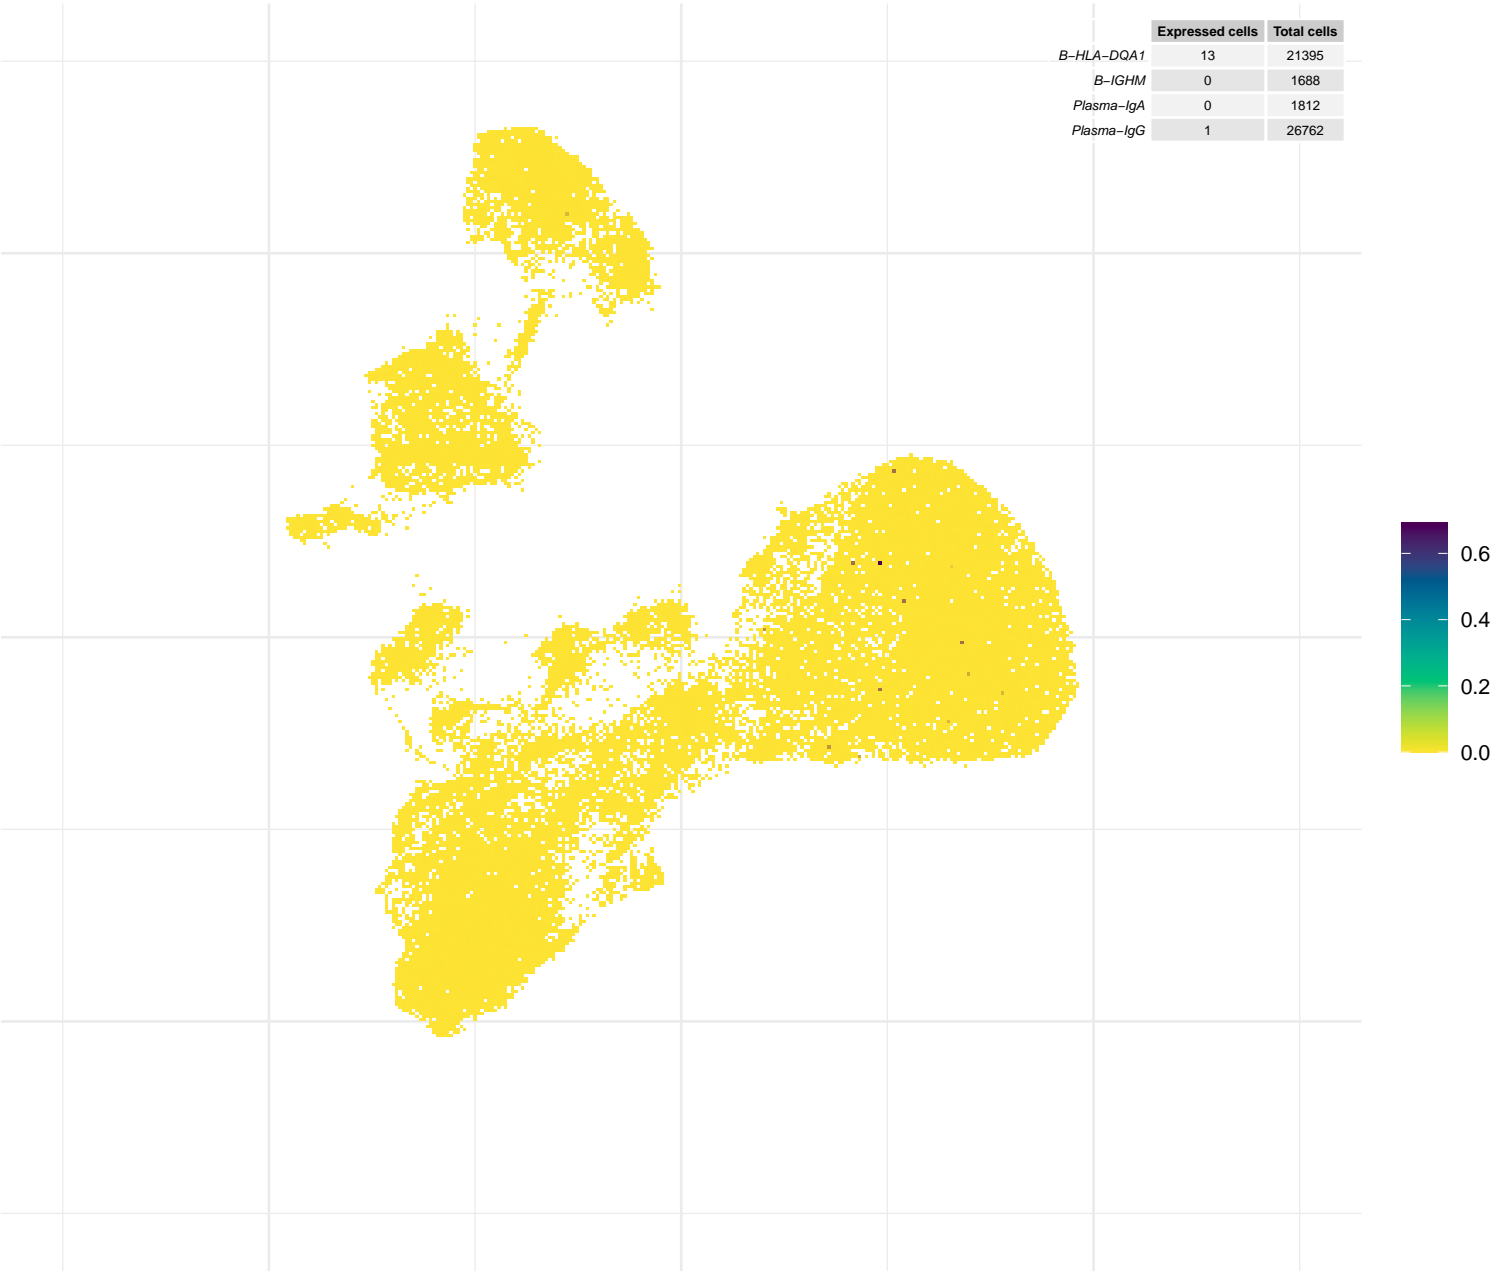 Expressed cells Total cells
B−HLA−DQA1 13 21395
B−IGHM 0 1688
Plasma−IgA 0 1812
Plasma−IgG 1 26762
0.6
0.4
0.2
0.0